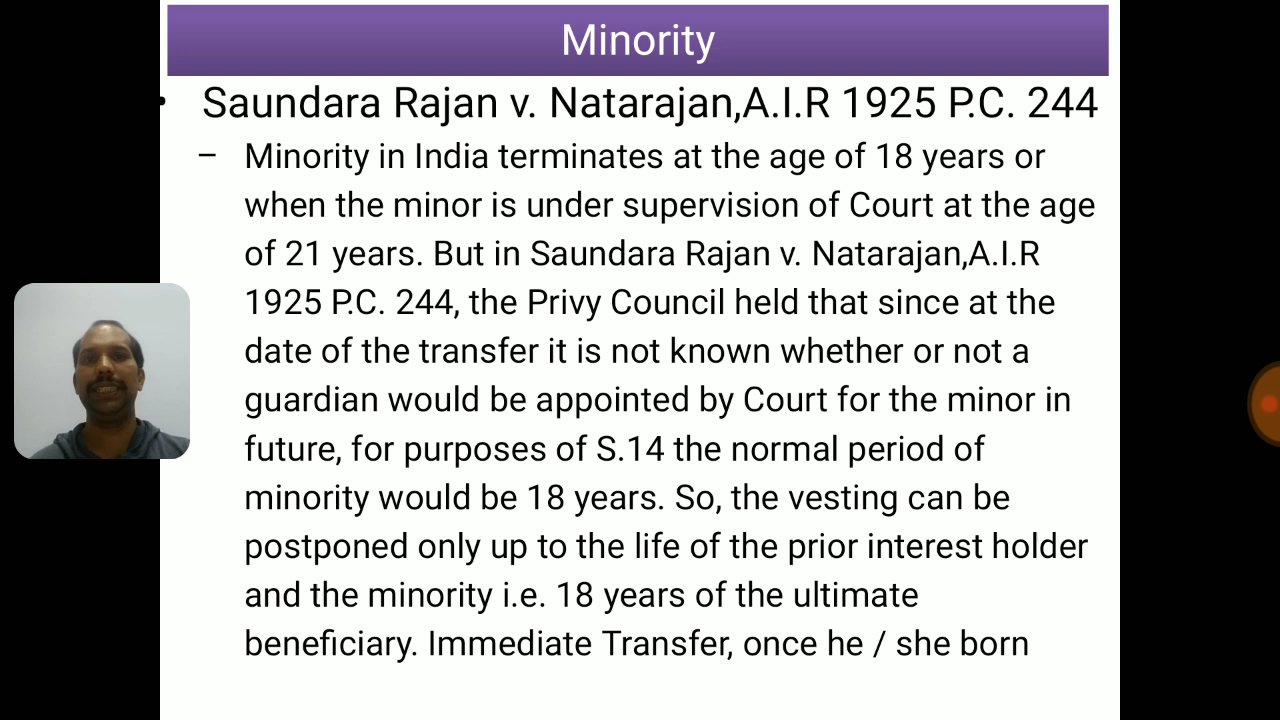 Minority
• Saundara Rajan v. Natarajan,A.I.R 1925 P.C. 244
– Minority in India terminates at the age of 18 years or
when the minor is under supervision of Court at the age
of 21 years. But in Saundara Rajan v. Natarajan,A.I.R
1925 P.C. 244, the Privy Council held that since at the
date of the transfer it is not known whether or not a
guardian would be appointed by Court for the minor in
future, for purposes of S.14 the normal period of
minority would be 18 years. So, the vesting can be
postponed only up to the life of the prior interest holder
and the minority i.e. 18 years of the ultimate
beneficiary. Immediate Transfer, once he / she born